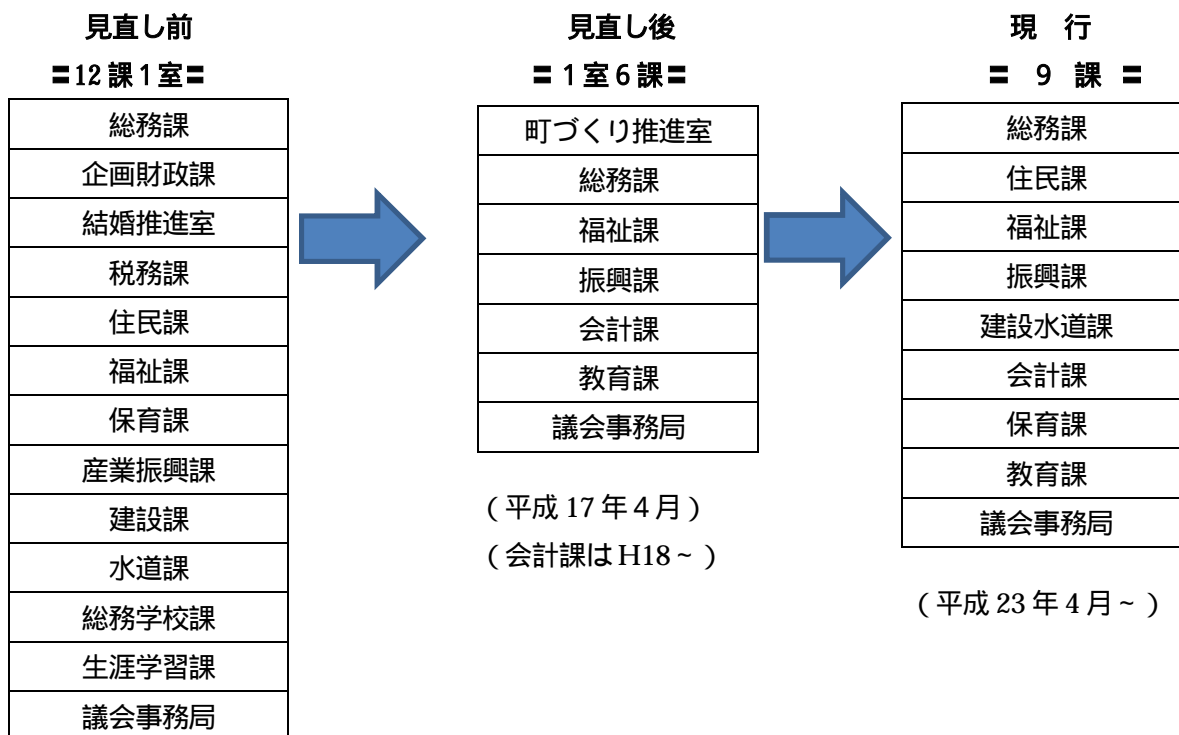 見直し前
〓12課1室〓
総務課
企画財政課
結婚推進室
税務課
住民課
福祉課
保育課
産業振興課
建設課
水道課
総務学校課
生涯学習課
議会事務局
見直し後
〓1室6課〓
町づくり推進室
総務課
福祉課
振興課
会計課
教育課
議会事務局
(平成17年4月)
(会計課はH18~)
現 行
〓 9 課 〓
総務課
住民課
福祉課
振興課
建設水道課
会計課
保育課
教育課
議会事務局
(平成23年4月~)